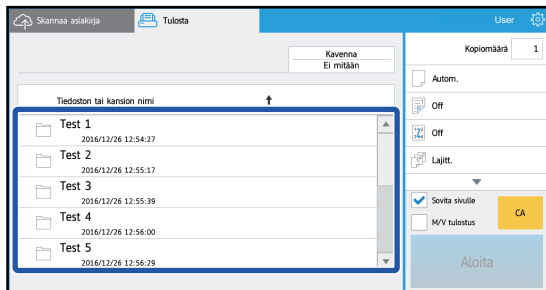 Skannaa asiakirja
Tulosta
User
Kopiomäärä 1
Kavenna
Ei mitään
Autom.
Tiedoston tai kansion nimi
Off
Test 1
2016/12/26 12:54:27
Off
Test 2
2016/12/26 12:55:17
Lajitt.
Test 3
2016/12/26 12:55:39
Sovita sivulle
CA
Test 4
2016/12/26 12:56:00
M/V tulostus
Test 5
2016/12/26 12:56:29
Aloita